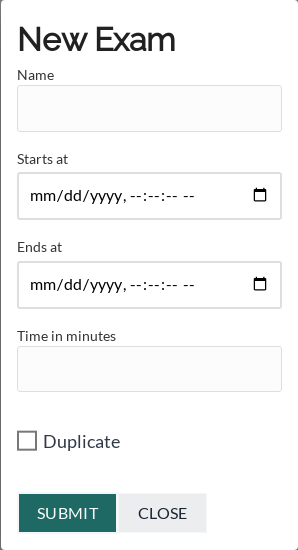 New Exam
Name
Starts at
mm/dd/yyyy, --:--:-- --
Ends at
mm/dd/yyyy, --:--:-- --
Time in minutes
Duplicate
SUBMIT CLOSE